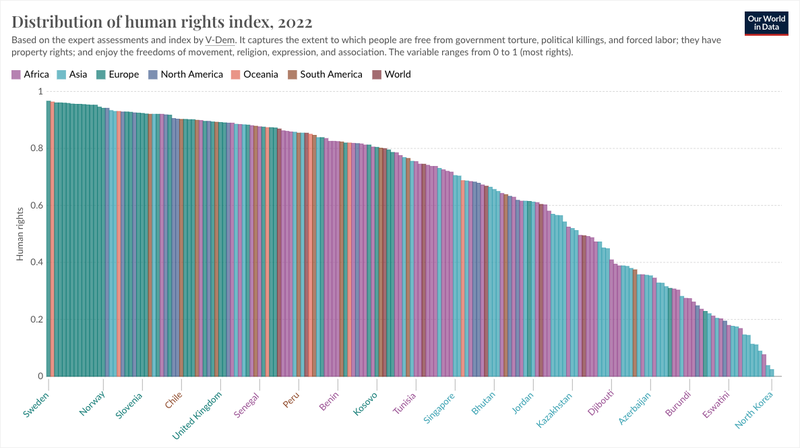 Distribution of human rights index, 2022
Our World
in Data
Based on the expert assessments and index by V-Dem. It captures the extent to which people are free from government torture, political killings, and forced labor; they have
property rights; and enjoy the freedoms of movement, religion, expression, and association. The variable ranges from 0 to 1 (most rights).
Africa Asia Europe North America Oceania South America World
1
0.8
0.6
0.4
0.2
0
Human rights
Sweden
Norway
Slovenia
Chile
United Kingdom
Senegal
Peru
Benin
Kosovo
Tunisia
Singapore
Bhutan
Jordan
Kazakhstan
Djibouti
Azerbaijan
Burundi
Eswatini
North Korea